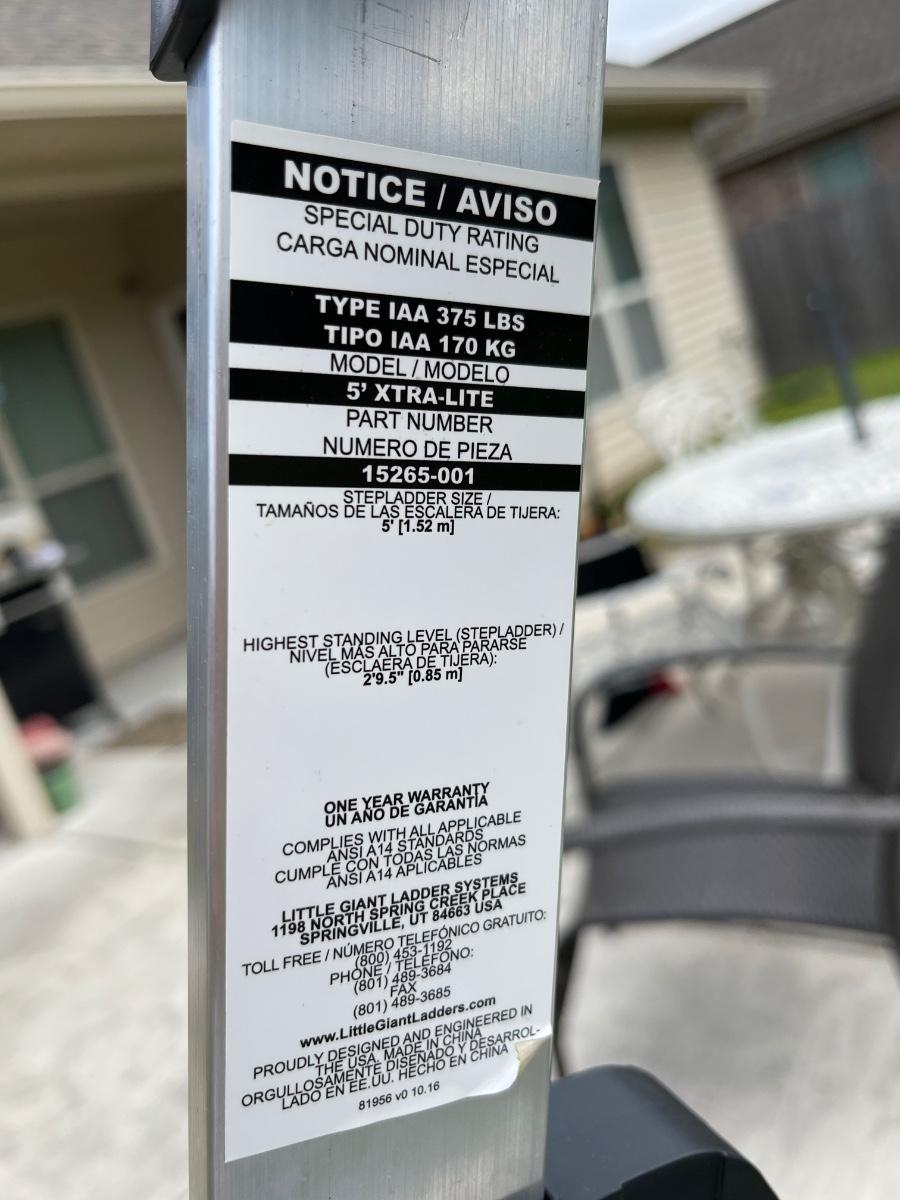 NOTICE / AVISO
SPECIAL DUTY RATING
CARGA NOMINAL ESPECIAL
TYPE IAA 375 LBS
TIPO IAA 170 KG
MODEL / MODELO
5' XTRA-LITE
PART NUMBER
NUMERO DE PIEZA
15265-001
STEPLADDER SIZE /
TAMAÑOS DE LAS ESCALERA DE TIJERA:
5' [1.52 m]
HIGHEST STANDING LEVEL (STEPLADDER) /
NIVEL MÁS ALTO PARA PARARSE
(ESCLAERA DE TIJERA):
2'9.5" [0.85 m]
ONE YEAR WARRANTY
UN AÑO DE GARANTÍA
COMPLIES WITH ALL APPLICABLE
ANSI A14 STANDARDS
CUMPLE CON TODAS LAS NORMAS
ANSI A14 APLICABLES
LITTLE GIANT LADDER SYSTEMS
1198 NORTH SPRING CREEK PLACE
SPRINGVILLE, UT 84663 USA
TOLL FREE / NÚMERO TELEFÓNICO GRATUITO:
(800) 453-1192
PHONE / TELÉFONO:
(801) 489-3684
FAX
(801) 489-3685
www.LittleGiantLadders.com
PROUDLY DESIGNED AND ENGINEERED IN
THE USA. MADE IN CHINA
ORGULLOSAMENTE DISEÑADO Y DESARROL-
LADO EN EE.UU. HECHO EN CHINA
81956 v0 10.16